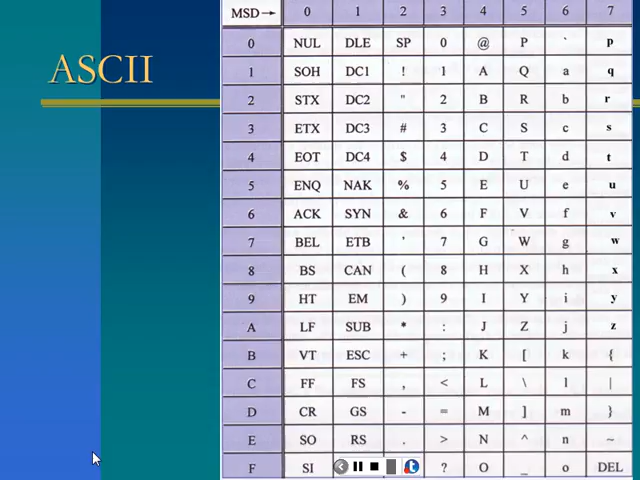 MSD→ 0 1 2 3 4 5 6 7
0 NUL DLE SP 0 @ P ` p
ASCII
1 SOH DC1 ! 1 A Q a q
2 STX DC2 " 2 B R b r
3 ETX DC3 # 3 C S c s
4 EOT DC4 $ 4 D T d t
5 ENQ NAK % 5 E U e u
6 ACK SYN & 6 F V f v
7 BEL ETB ' 7 G W g w
8 BS CAN ( 8 H X h x
9 HT EM ) 9 I Y i y
A LF SUB * : J Z j z
B VT ESC + ; K [ k {
C FF FS , < L \ l |
D CR GS - = M ] m }
E SO RS . > N ^ n ~
F SI ? O _ o DEL